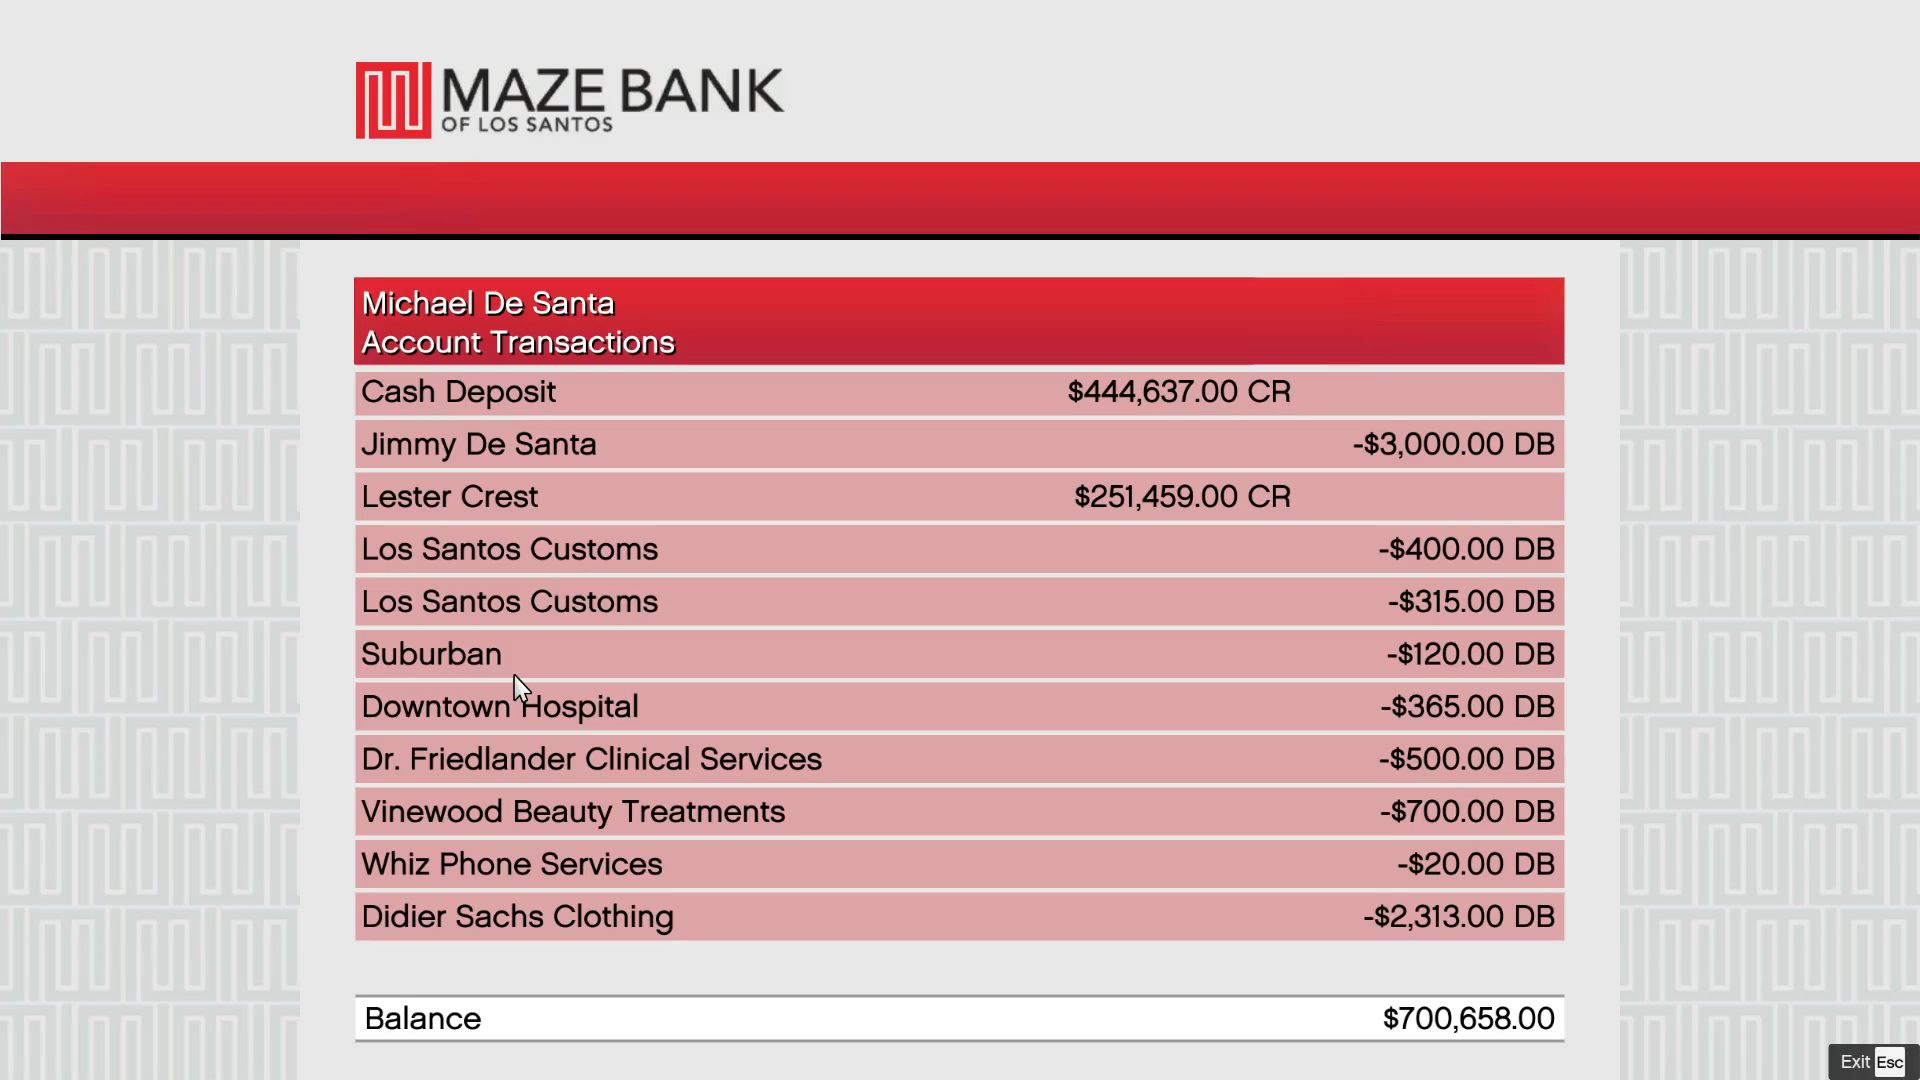 MAZE BANK
OF LOS SANTOS
Michael De Santa
Account Transactions
Cash Deposit $444,637.00 CR
Jimmy De Santa -$3,000.00 DB
Lester Crest $251,459.00 CR
Los Santos Customs -$400.00 DB
Los Santos Customs -$315.00 DB
Suburban -$120.00 DB
Downtown Hospital -$365.00 DB
Dr. Friedlander Clinical Services -$500.00 DB
Vinewood Beauty Treatments -$700.00 DB
Whiz Phone Services -$20.00 DB
Didier Sachs Clothing -$2,313.00 DB
Balance $700,658.00
Exit Esc